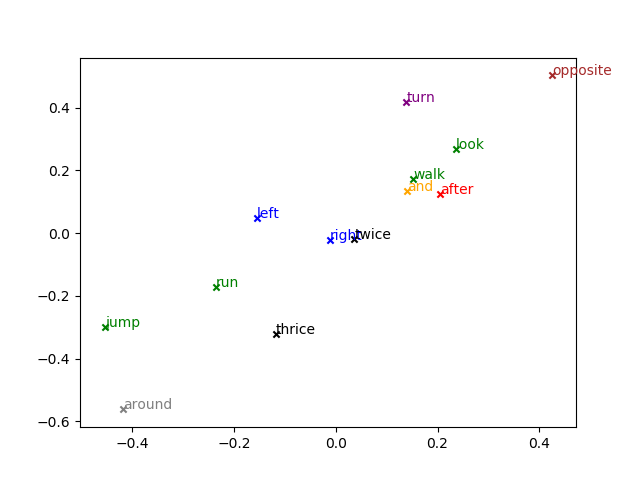 opposite
turn
look
walk
and
after
left
right
twice
run
jump
thrice
around
0.4
0.2
0.0
−0.2
−0.4
−0.6
−0.4
−0.2
0.0
0.2
0.4